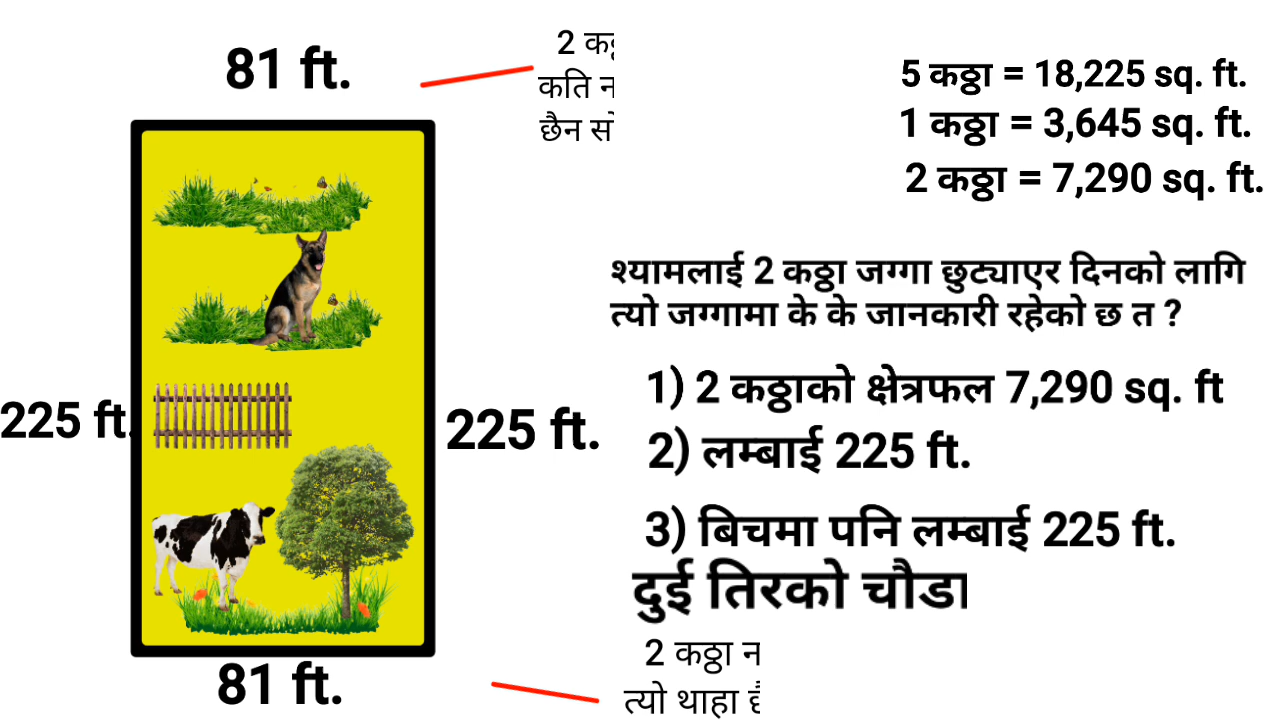 81 ft.
2
कति
छैन
5 कठ्ठा = 18,225 sq. ft.
1 कठ्ठा = 3,645 sq. ft.
2 कठ्ठा = 7,290 sq. ft.
श्यामलाई 2 कठ्ठा जग्गा छुट्याएर दिनको लागि
त्यो जग्गामा के के जानकारी रहेको छ त ?
1) 2 कठ्ठाको क्षेत्रफल 7,290 sq. ft
2) लम्बाई 225 ft.
3) बिचमा पनि लम्बाई 225 ft.
दुई तिरको चौडा
225 ft.
225 ft.
81 ft.
2 कठ्ठा
त्यो थाहा